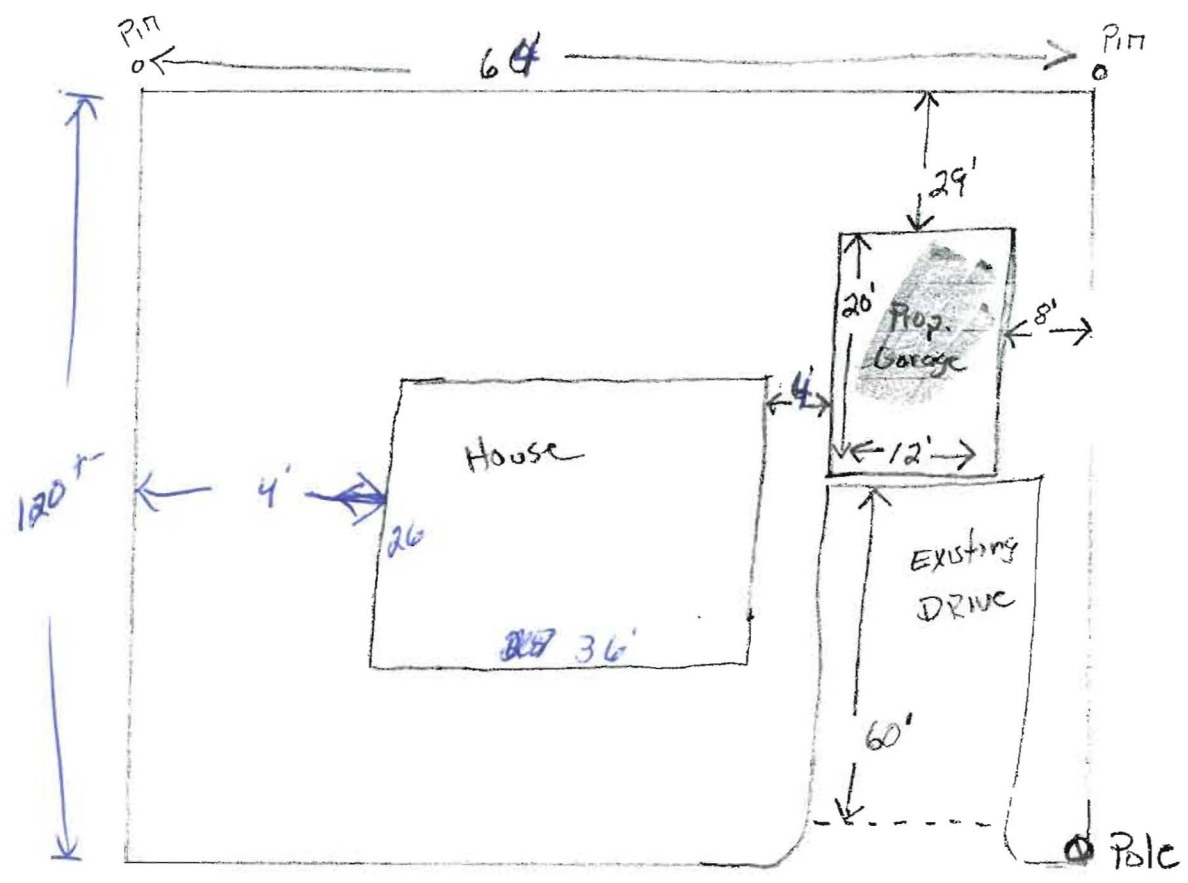 Pin
64'
Pin
29'
20'
Prop.
Garage
8'
4'
12'
House
4'
120'
26
Existing
DRIVE
36'
60'
Pole